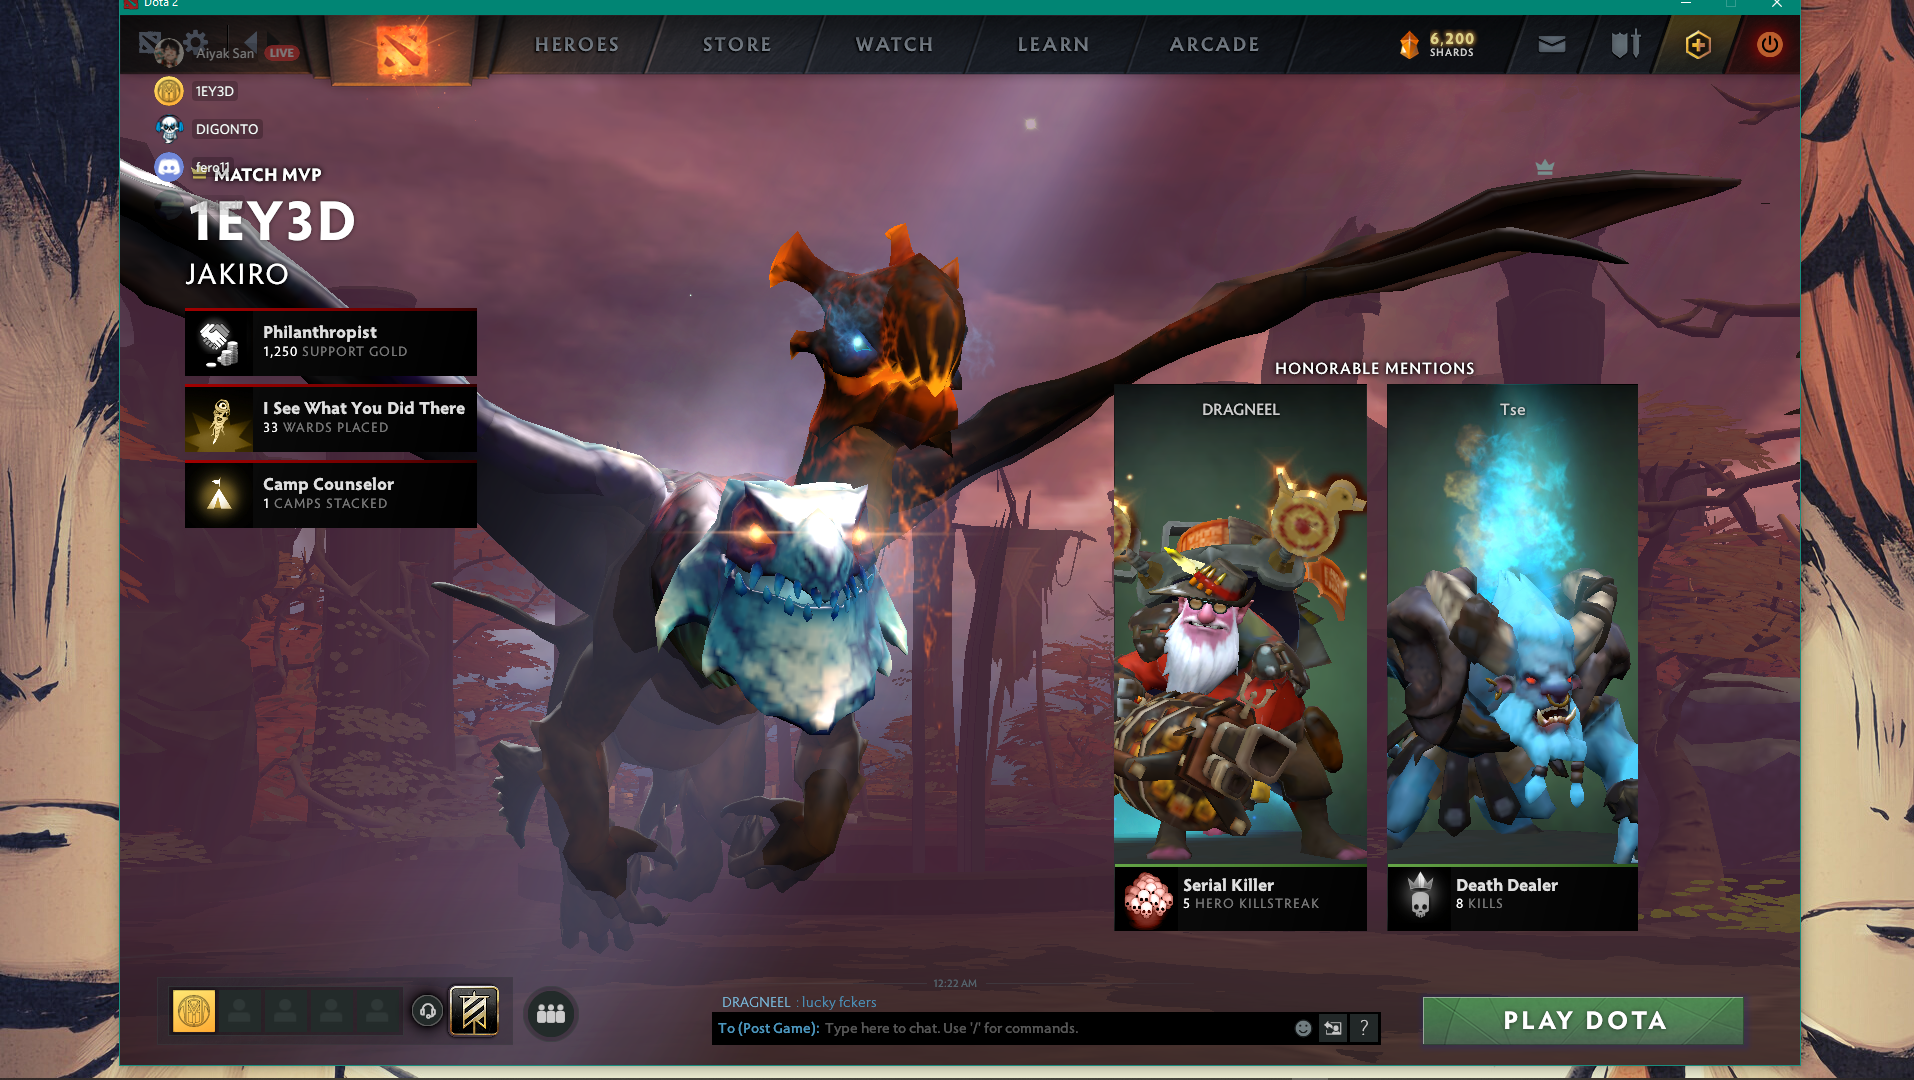 Dota 2
HEROES
STORE
WATCH
LEARN
ARCADE
6,200
SHARDS
Aiyak San
LIVE
1EY3D
DIGONTO
fero11
MATCH MVP
1EY3D
JAKIRO
Philanthropist
1,250 SUPPORT GOLD
I See What You Did There
33 WARDS PLACED
Camp Counselor
1 CAMPS STACKED
HONORABLE MENTIONS
DRAGNEEL
Tse
Serial Killer
5 HERO KILLSTREAK
Death Dealer
8 KILLS
12:22 AM
DRAGNEEL : lucky fckers
To (Post Game): Type here to chat. Use '/' for commands.
?
PLAY DOTA